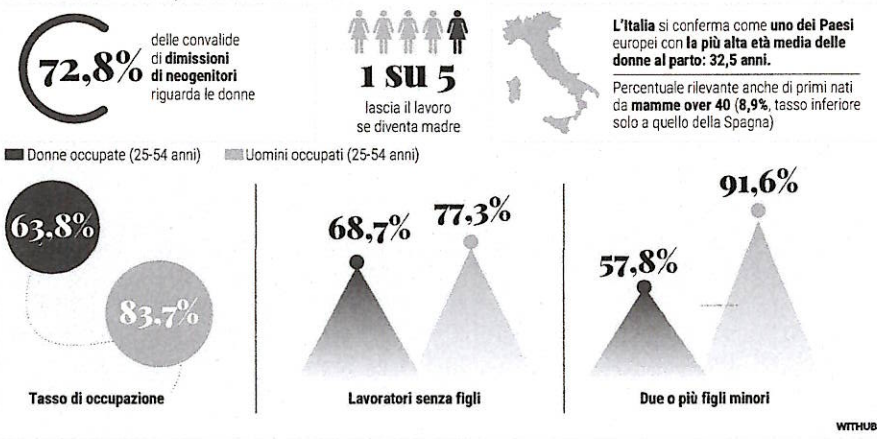 72,8%
delle convalide
di dimissioni
di neogenitori
riguarda le donne
1 su 5
lascia il lavoro
se diventa madre
L'Italia si conferma come uno dei Paesi
europei con la più alta età media delle
donne al parto: 32,5 anni.
Percentuale rilevante anche di primi nati
da mamme over 40 (8,9%, tasso inferiore
solo a quello della Spagna)
Donne occupate (25-54 anni)
Uomini occupati (25-54 anni)
63,8%
83,7%
Tasso di occupazione
68,7%
77,3%
Lavoratori senza figli
57,8%
91,6%
Due o più figli minori
WITHUB